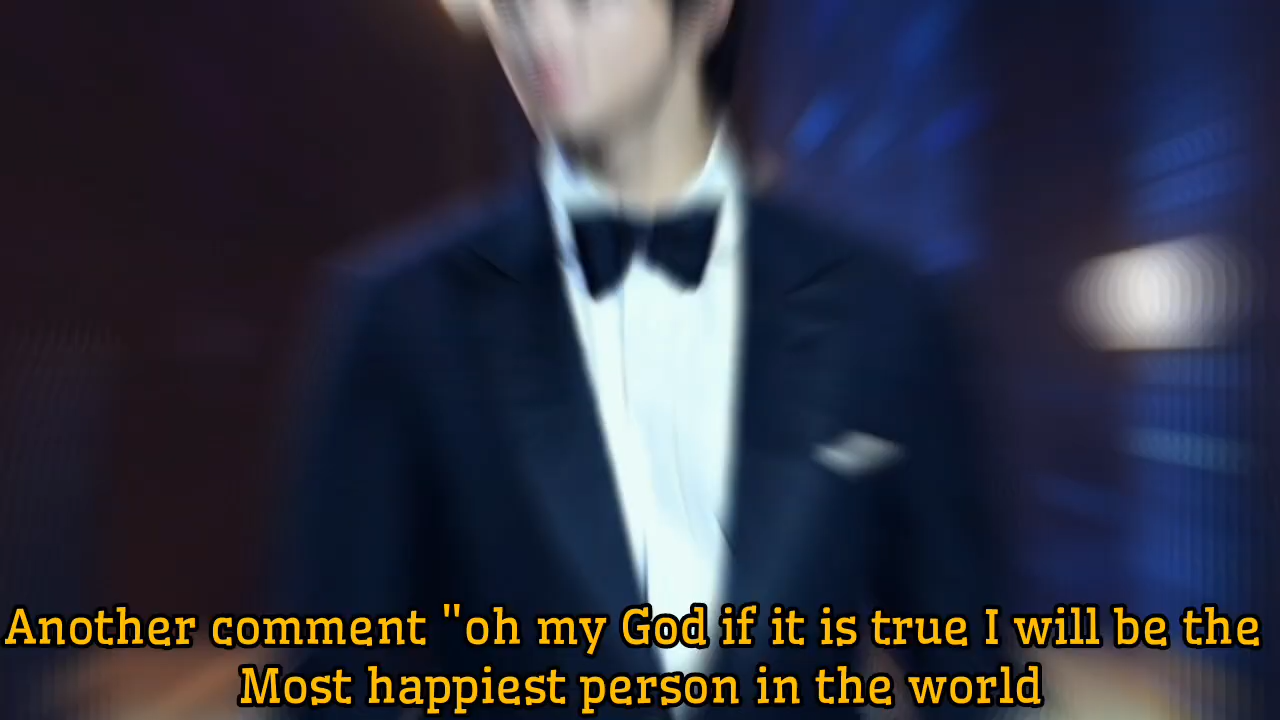 Another comment "oh my God if it is true I will be the
Most happiest person in the world